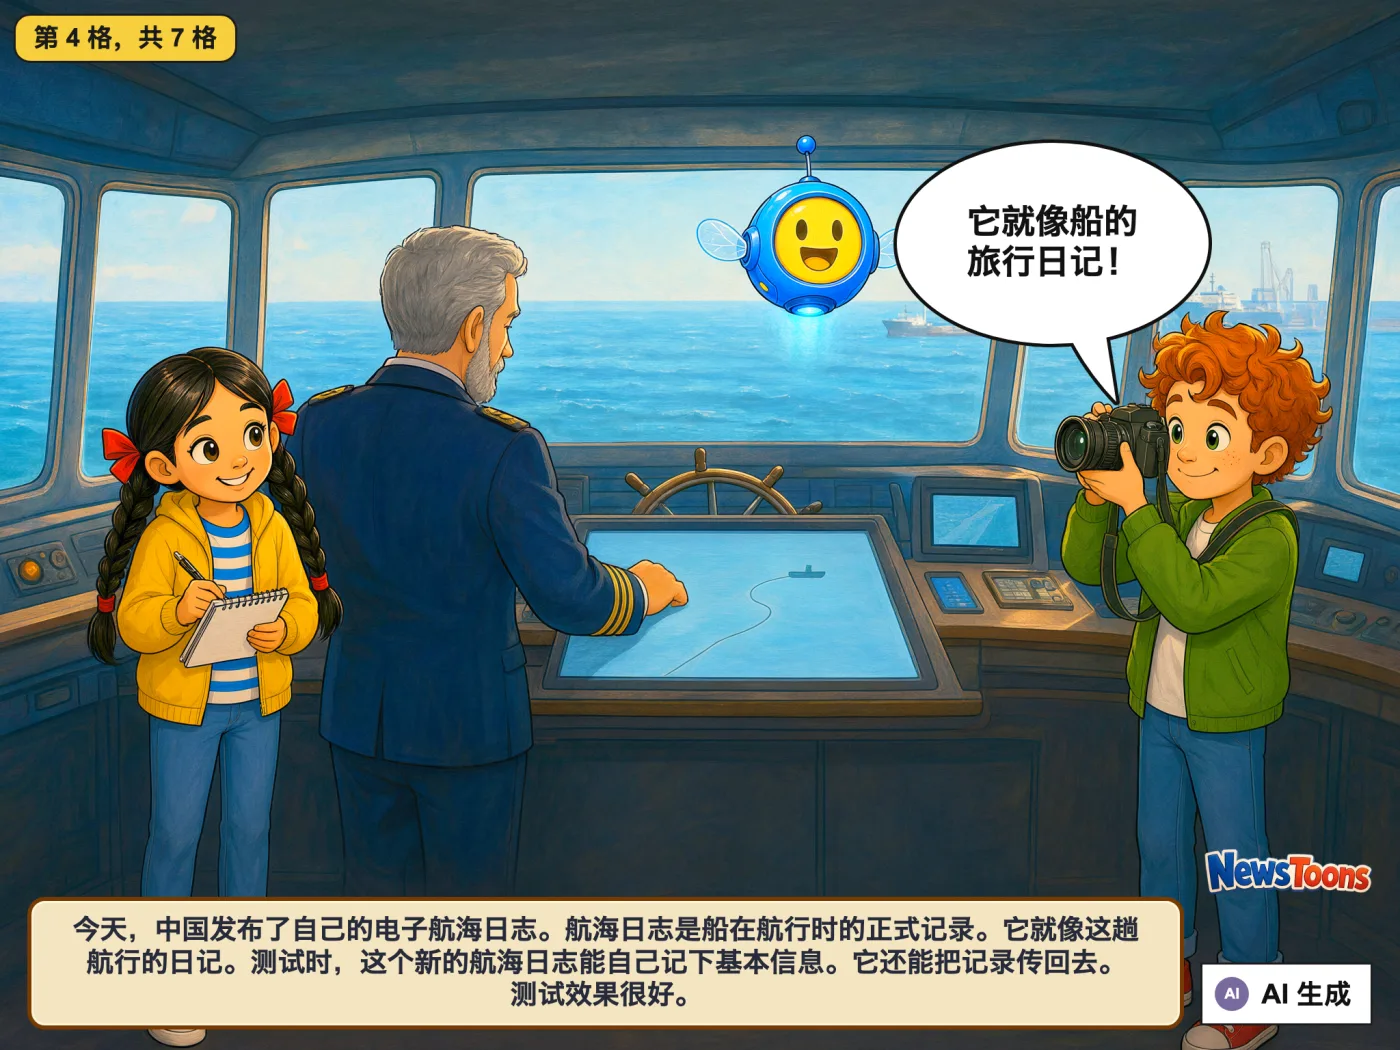 第 4 格，共 7 格
它就像船的
旅行日记！
NewsToons
今天，中国发布了自己的电子航海日志。航海日志是船在航行时的正式记录。它就像这趟
航行的日记。测试时，这个新的航海日志能自己记下基本信息。它还能把记录传回去。
测试效果很好。
AI AI 生成